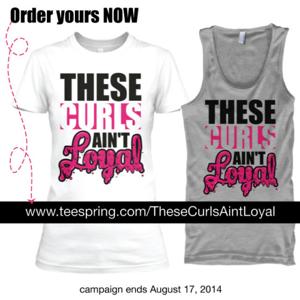 Order yours NOW
THESE
CURLS
AIN'T
Loyal
THESE
CURLS
AIN'T
Loyal
www.teespring.com/TheseCurlsAintLoyal
campaign ends August 17, 2014